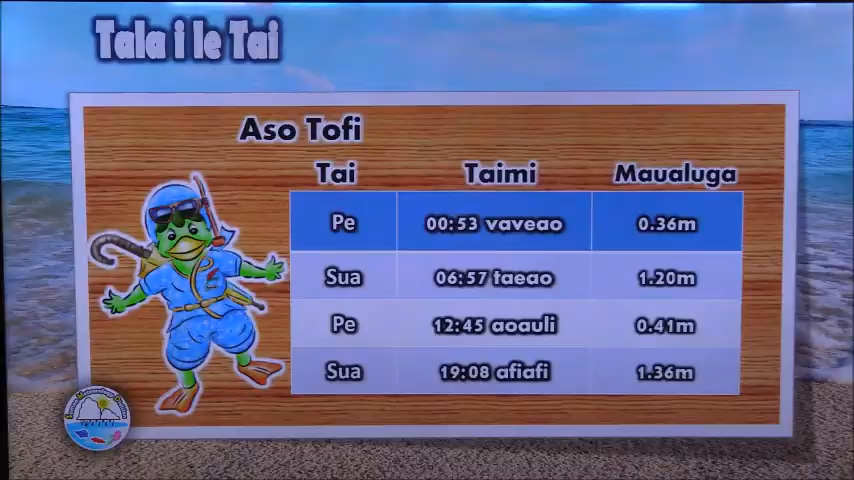 Tala i le Tai
Aso Tofi
Tai Taimi Maualuga
Pe 00:53 vaveao 0.36m
Sua 06:57 taeao 1.20m
Pe 12:45 aoauli 0.41m
Sua 19:08 afiafi 1.36m